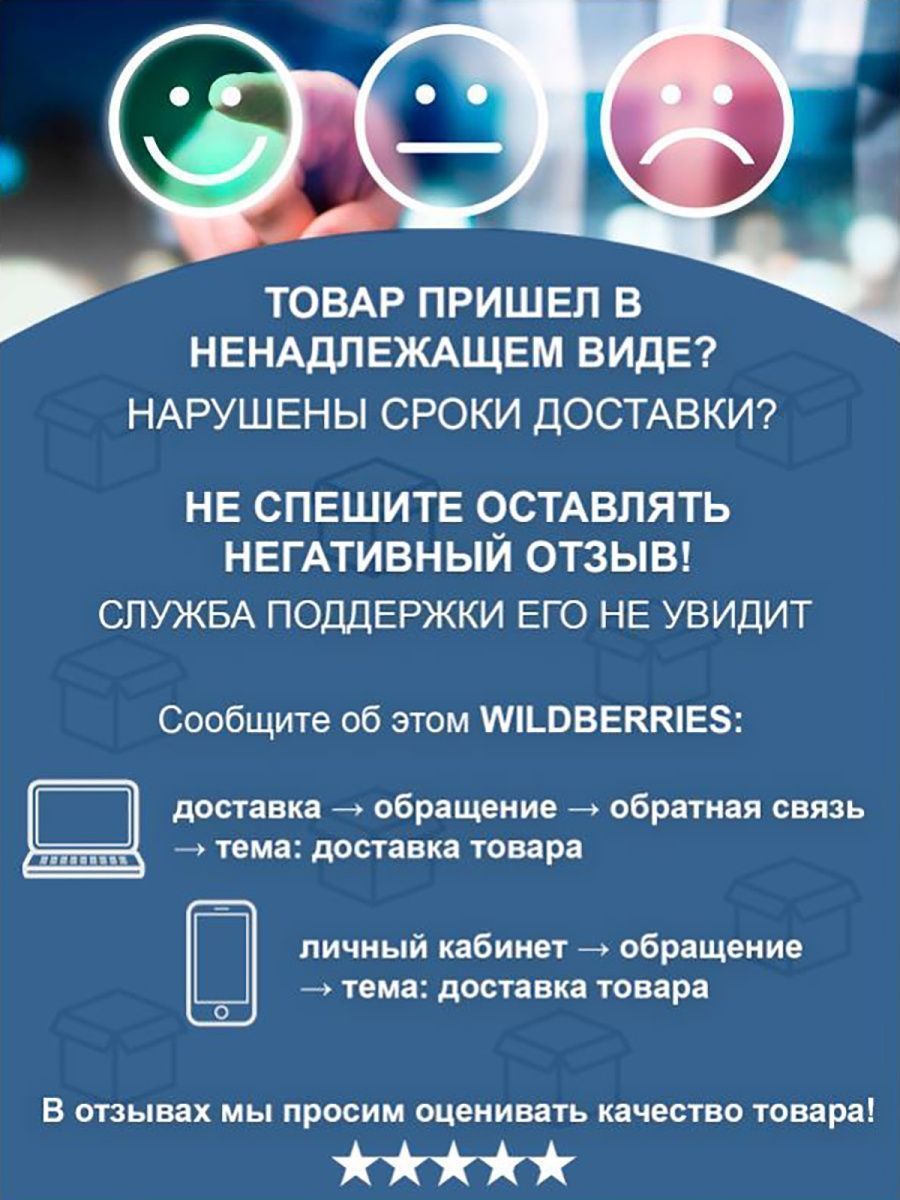 ТОВАР ПРИШЕЛ В
НЕНАДЛЕЖАЩЕМ ВИДЕ?
НАРУШЕНЫ СРОКИ ДОСТАВКИ?
НЕ СПЕШИТЕ ОСТАВЛЯТЬ
НЕГАТИВНЫЙ ОТЗЫВ!
СЛУЖБА ПОДДЕРЖКИ ЕГО НЕ УВИДИТ
Сообщите об этом WILDBERRIES:
доставка → обращение → обратная связь
→ тема: доставка товара
личный кабинет → обращение
→ тема: доставка товара
В отзывах мы просим оценивать качество товара!